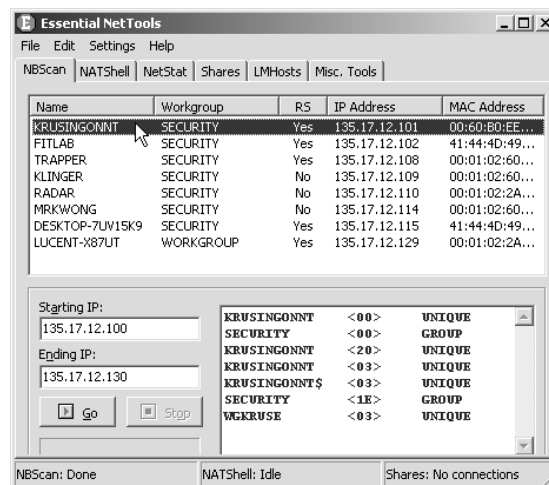 Essential NetTools
File Edit Settings Help
NBScan NATShell NetStat Shares LMHosts Misc. Tools
Name Workgroup RS IP Address MAC Address
KRUSINGONNT SECURITY Yes 135.17.12.101 00:60:B0:EE...
FITLAB SECURITY Yes 135.17.12.102 41:44:4D:49...
TRAPPER SECURITY Yes 135.17.12.108 00:01:02:60...
KLINGER SECURITY No 135.17.12.109 00:01:02:60...
RADAR SECURITY No 135.17.12.110 00:01:02:2A...
MRKWONG SECURITY No 135.17.12.114 00:01:02:60...
DESKTOP-7UV15K9 SECURITY Yes 135.17.12.115 41:44:4D:49...
LUCENT-X87UT WORKGROUP Yes 135.17.12.129 00:01:02:2A...
Starting IP:
135.17.12.100
Ending IP:
135.17.12.130
Go Stop
KRUSINGONNT <00> UNIQUE
SECURITY <00> GROUP
KRUSINGONNT <20> UNIQUE
KRUSINGONNT <03> UNIQUE
KRUSINGONNT$ <03> UNIQUE
SECURITY <1E> GROUP
WGKRUSE <03> UNIQUE
NBScan: Done NATShell: Idle Shares: No connections